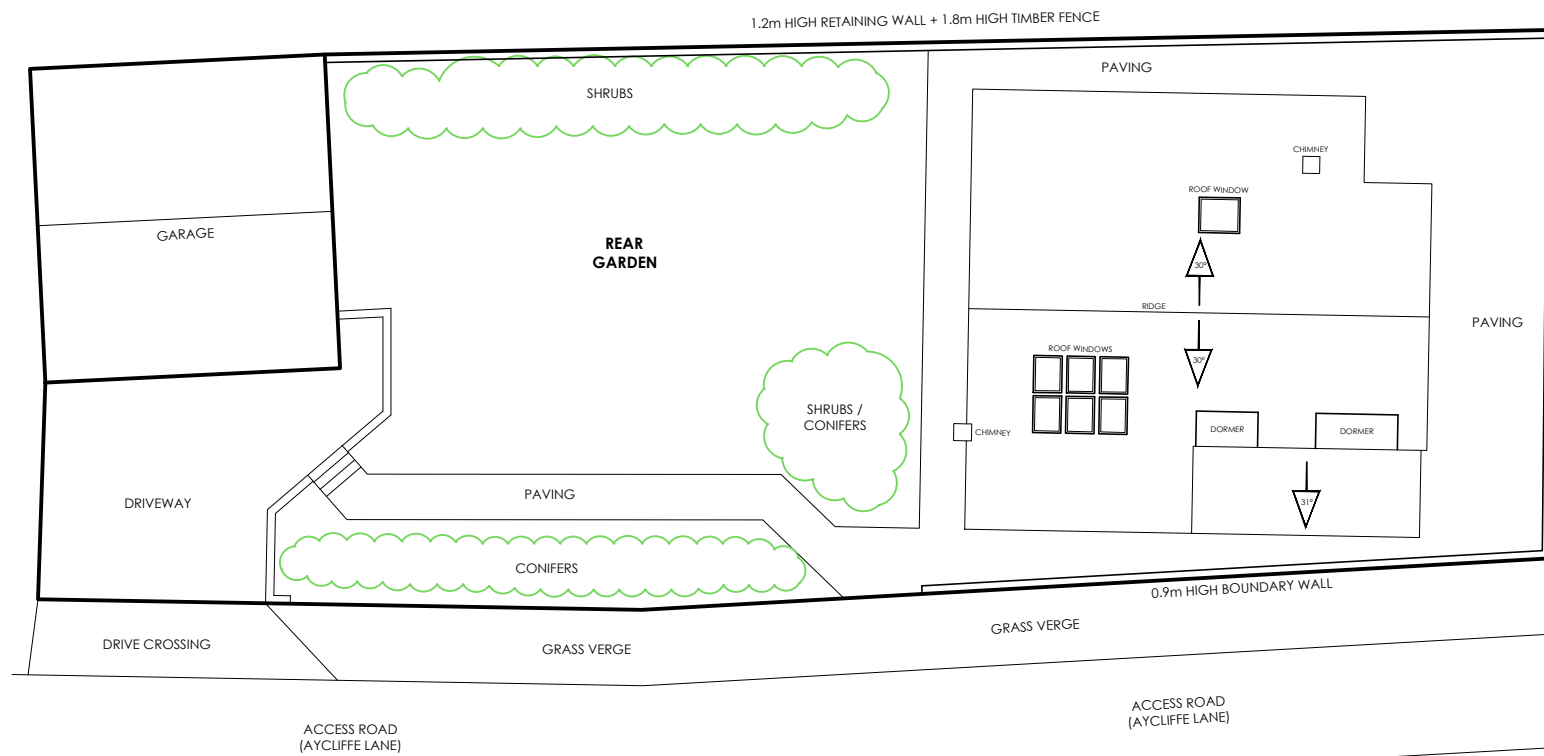 1.2m HIGH RETAINING WALL + 1.8m HIGH TIMBER FENCE
PAVING
SHRUBS
CHIMNEY
ROOF WINDOW
GARAGE
REAR
GARDEN
30°
RIDGE
PAVING
ROOF WINDOWS
30°
SHRUBS /
CONIFERS
CHIMNEY
DORMER
DORMER
DRIVEWAY
PAVING
31°
CONIFERS
0.9m HIGH BOUNDARY WALL
DRIVE CROSSING
GRASS VERGE
GRASS VERGE
ACCESS ROAD
(AYCLIFFE LANE)
ACCESS ROAD
(AYCLIFFE LANE)